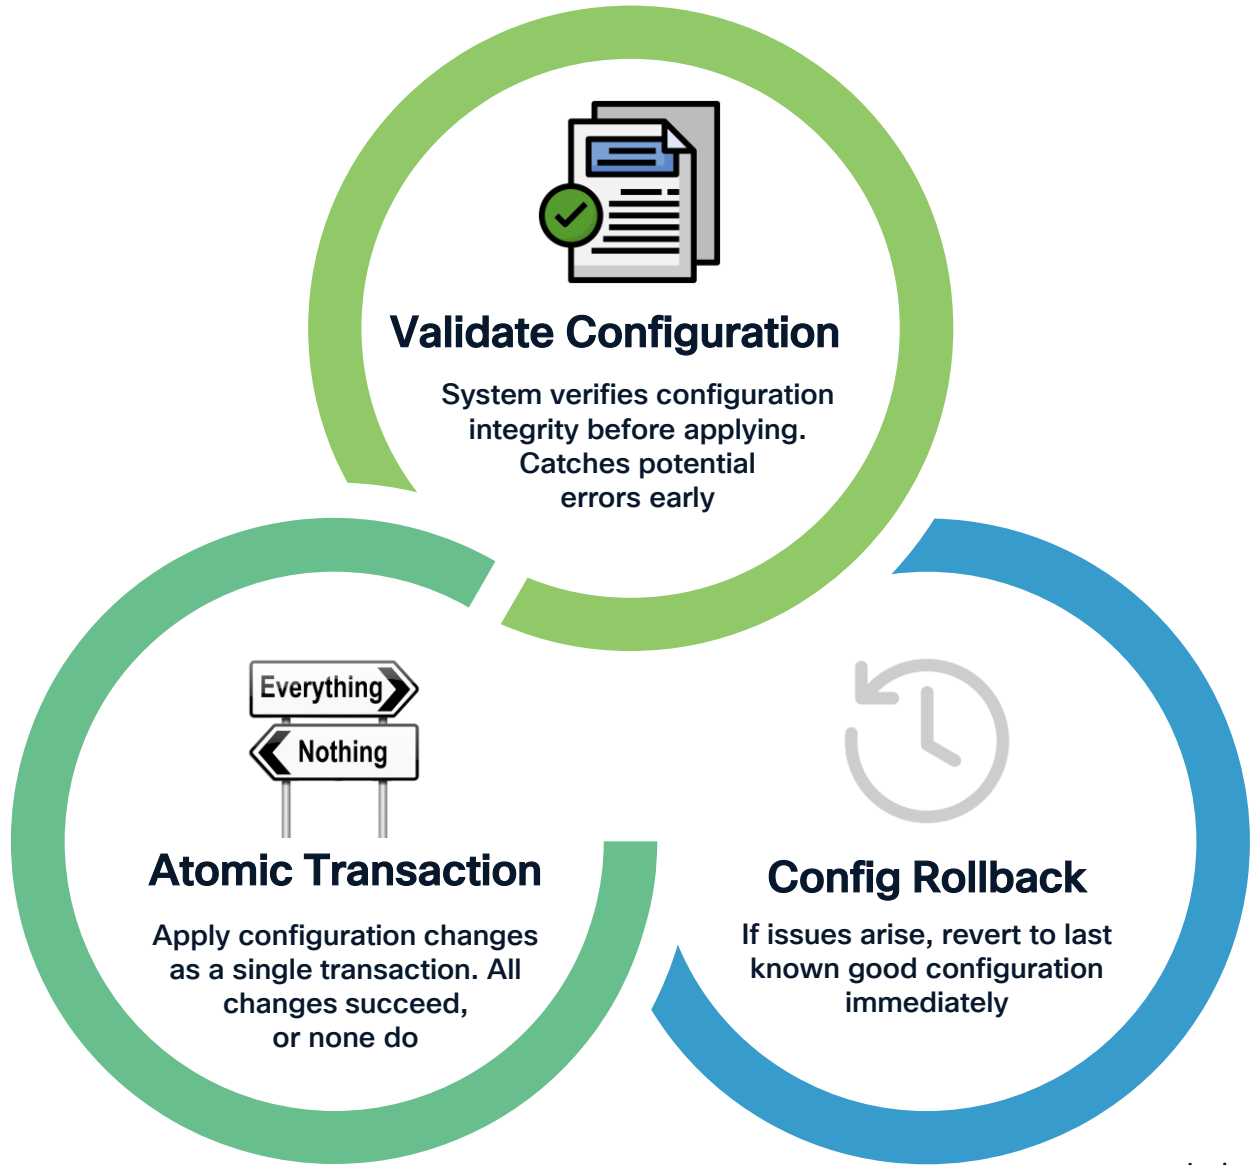 Validate Configuration
System verifies configuration
integrity before applying.
Catches potential
errors early
Everything
Nothing
Atomic Transaction
Apply configuration changes
as a single transaction. All
changes succeed,
or none do
Config Rollback
If issues arise, revert to last
known good configuration
immediately